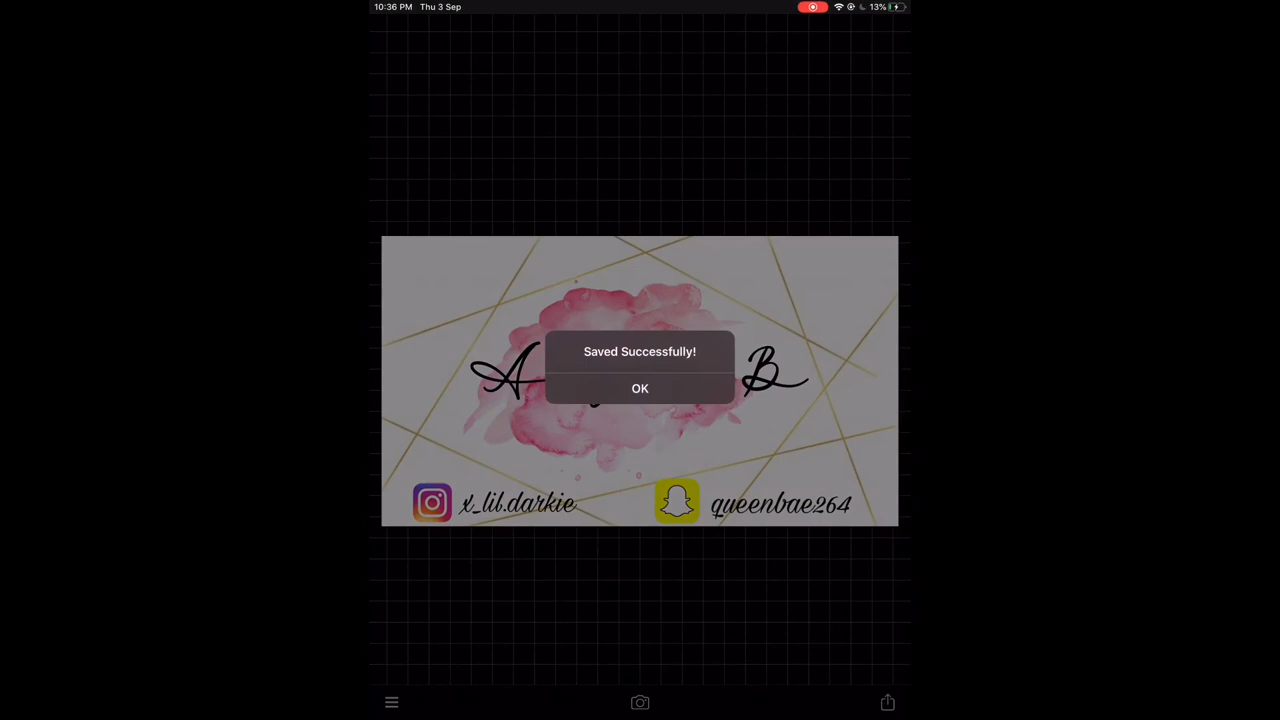 10:36 PM Thu 3 Sep
13%
Saved Successfully!
OK
A B
x_lil.darkie
queenbae264